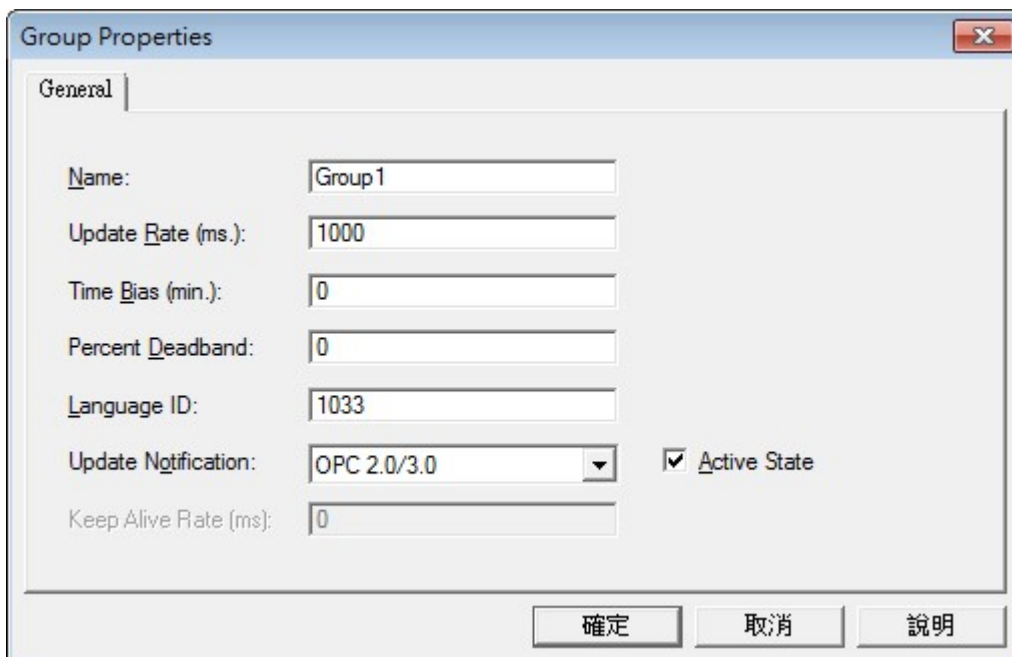 Group Properties
General
Name: Group1
Update Rate (ms.): 1000
Time Bias (min.): 0
Percent Deadband: 0
Language ID: 1033
Update Notification: OPC 2.0/3.0 Active State
Keep Alive Rate (ms): 0
確定 取消 說明